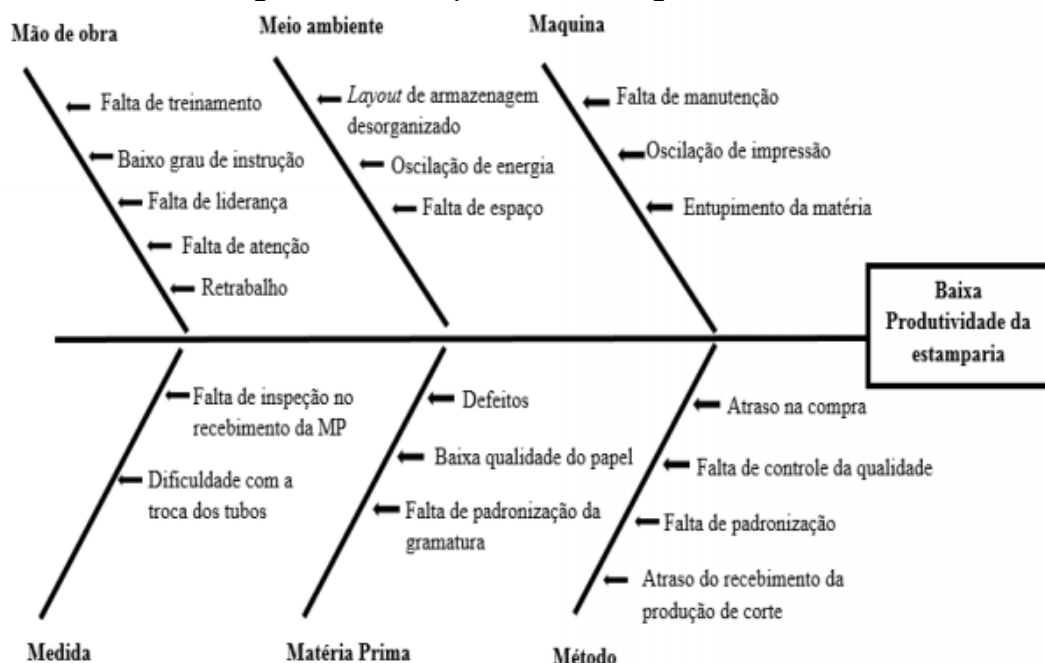 Mão de obra
Falta de treinamento
Baixo grau de instrução
Falta de liderança
Falta de atenção
Retrabalho
Meio ambiente
Layout de armazenagem
desorganizado
Oscilação de energia
Falta de espaço
Maquina
Falta de manutenção
Oscilação de impressão
Entupimento da matéria
Baixa
Produtividade da
estamparia
Falta de inspeção no
recebimento da MP
Dificuldade com a
troca dos tubos
Medida
Defeitos
Baixa qualidade do papel
Falta de padronização da
gramatura
Matéria Prima
Atraso na compra
Falta de controle da qualidade
Falta de padronização
Atraso do recebimento da
produção de corte
Método